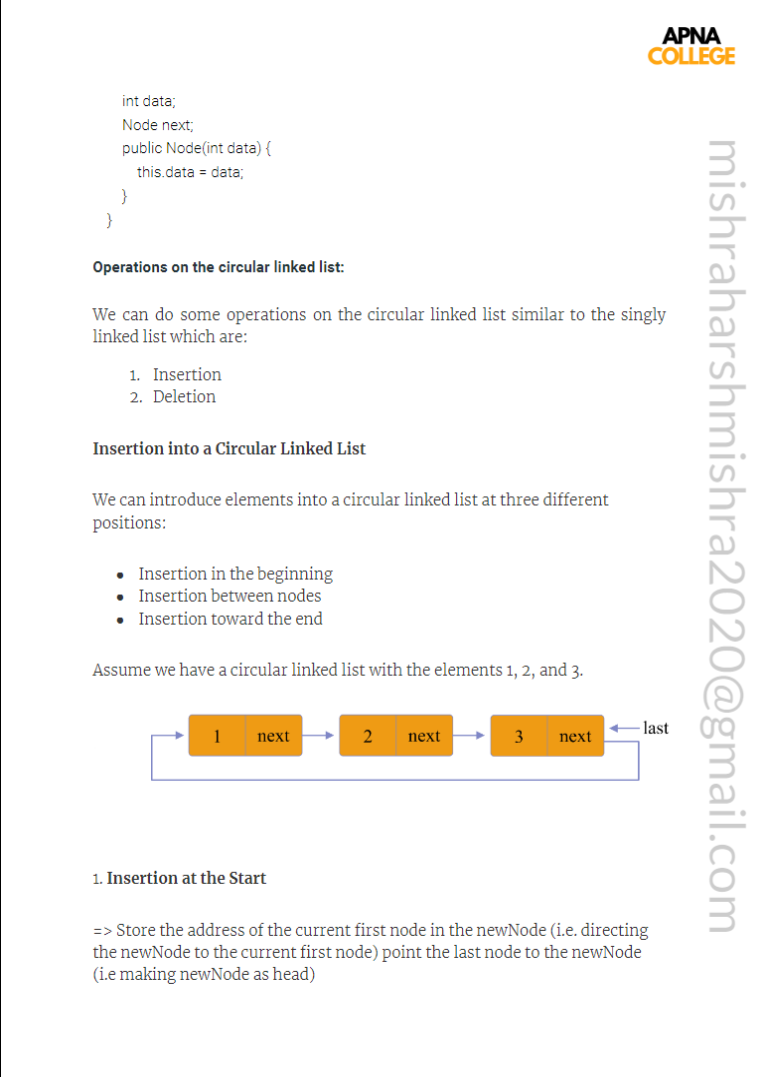 APNA
COLLEGE
int data;
Node next;
public Node(int data) {
this.data = data;
}
}
Operations on the circular linked list:
We can do some operations on the circular linked list similar to the singly
linked list which are:
1. Insertion
2. Deletion
Insertion into a Circular Linked List
We can introduce elements into a circular linked list at three different
positions:
• Insertion in the beginning
• Insertion between nodes
• Insertion toward the end
Assume we have a circular linked list with the elements 1, 2, and 3.
1 next 2 next 3 next last
1. Insertion at the Start
=> Store the address of the current first node in the newNode (i.e. directing
the newNode to the current first node) point the last node to the newNode
(i.e making newNode as head)
mishraharshmishra2020@gmail.com